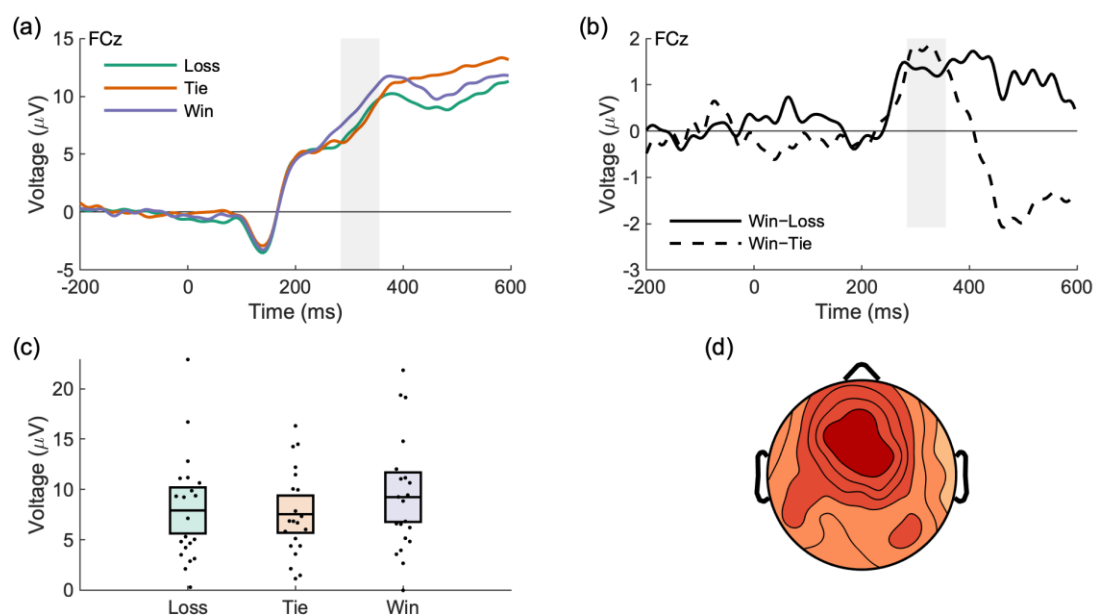 (a)
FCz
Loss
Tie
Win
15
10
5
0
-5
Voltage (μV)
-200
0
200
400
600
Time (ms)
(b)
FCz
2
1
0
-1
-2
-3
Voltage (μV)
Win−Loss
Win−Tie
-200
0
200
400
600
Time (ms)
(c)
20
15
10
5
0
Voltage (μV)
Loss
Tie
Win
(d)